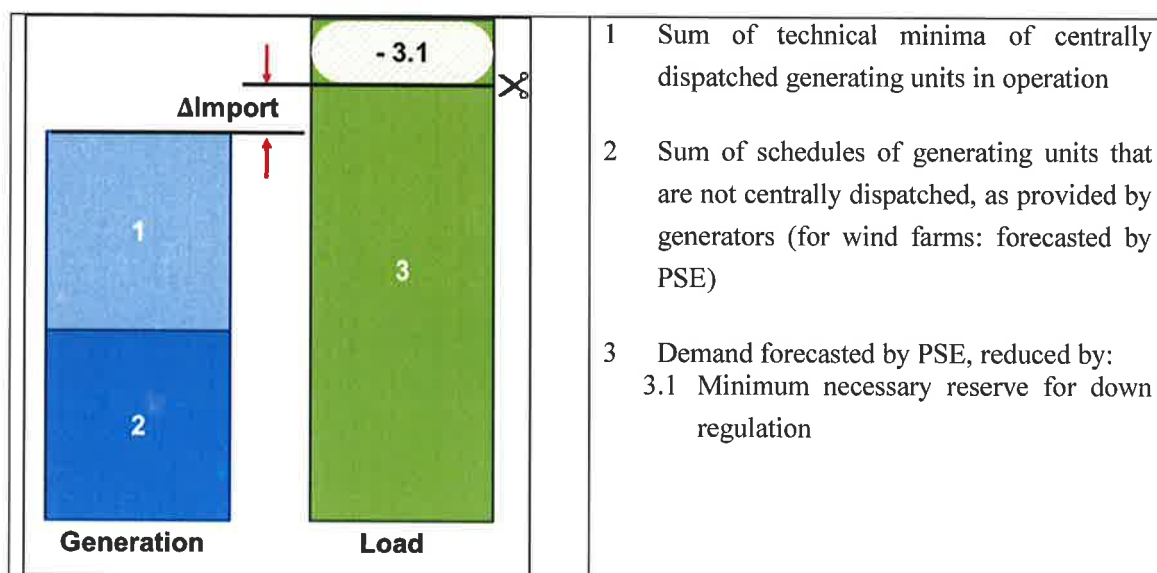 - 3.1
ΔImport
1
3
2
Generation
Load
1 Sum of technical minima of centrally
dispatched generating units in operation
2 Sum of schedules of generating units that
are not centrally dispatched, as provided by
generators (for wind farms: forecasted by
PSE)
3 Demand forecasted by PSE, reduced by:
3.1 Minimum necessary reserve for down
regulation